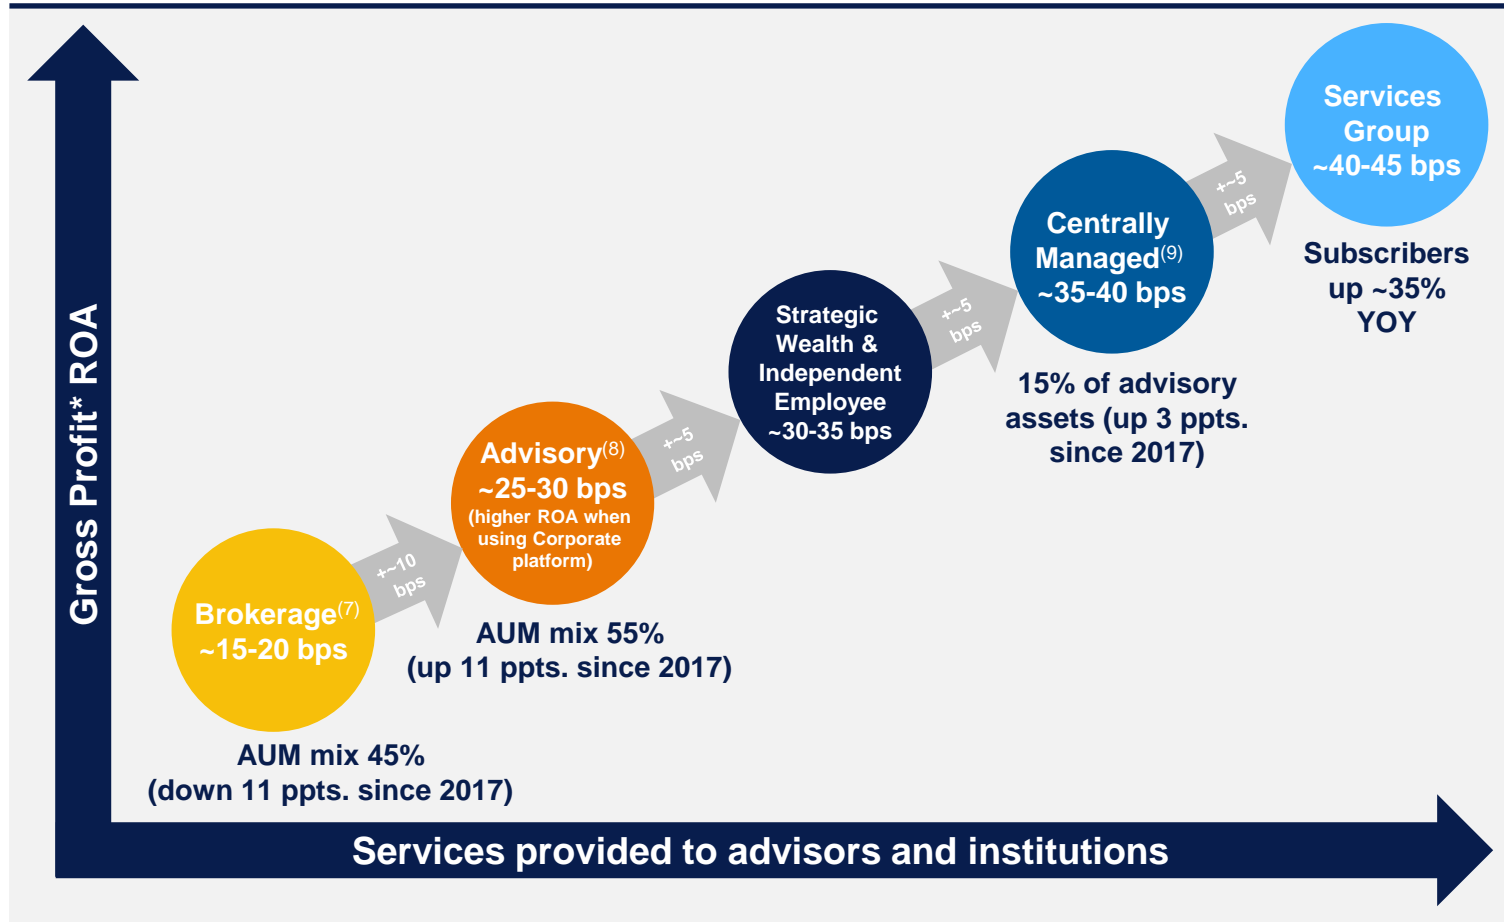 Gross Profit* ROA
Brokerage(7)
~15-20 bps
AUM mix 45%
(down 11 ppts. since 2017)
+~10
bps
Advisory(8)
~25-30 bps
(higher ROA when
using Corporate
platform)
AUM mix 55%
(up 11 ppts. since 2017)
+~5
bps
Strategic
Wealth &
Independent
Employee
~30-35 bps
+~5
bps
Centrally
Managed(9)
~35-40 bps
15% of advisory
assets (up 3 ppts.
since 2017)
+~5
bps
Services
Group
~40-45 bps
Subscribers
up ~35%
YOY
Services provided to advisors and institutions